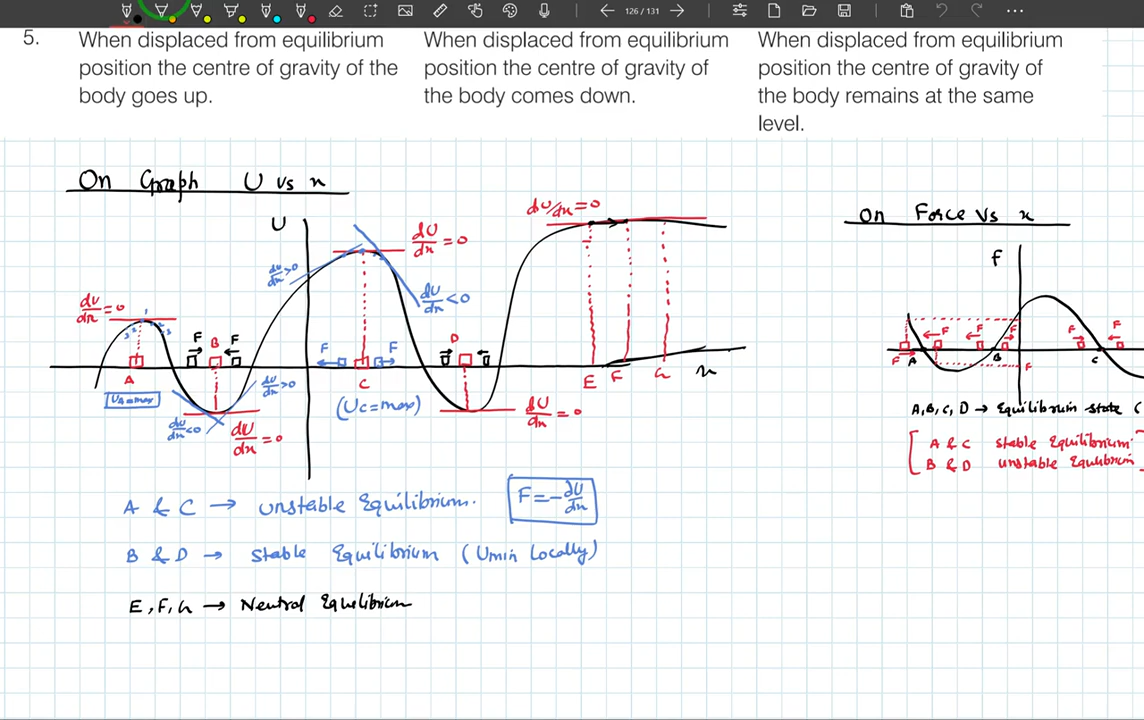 126 / 131
5. When displaced from equilibrium position the centre of gravity of the body goes up.
When displaced from equilibrium position the centre of gravity of the body comes down.
When displaced from equilibrium position the centre of gravity of the body remains at the same level.
On Graph U vs x
U
dU/dx = 0
dU/dx > 0
dU/dx = 0
dU/dx < 0
dU/dx = 0
1
2
3
F
B
F
A
UA=max
dU/dx < 0
dU/dx = 0
dU/dx > 0
F
F
C
(Uc=max)
D
dU/dx = 0
E F G
x
A & C → unstable Equilibrium.
F = - dU/dx
B & D → stable Equilibrium (Umin Locally)
E, F, G → Neutral Equilibrium
On Force Vs x
F
F
F
F
F
F
F
F
A
B
C
A, B, C, D → Equilibrium state (
A & C stable Equilibrium
B & D unstable Equilibrium